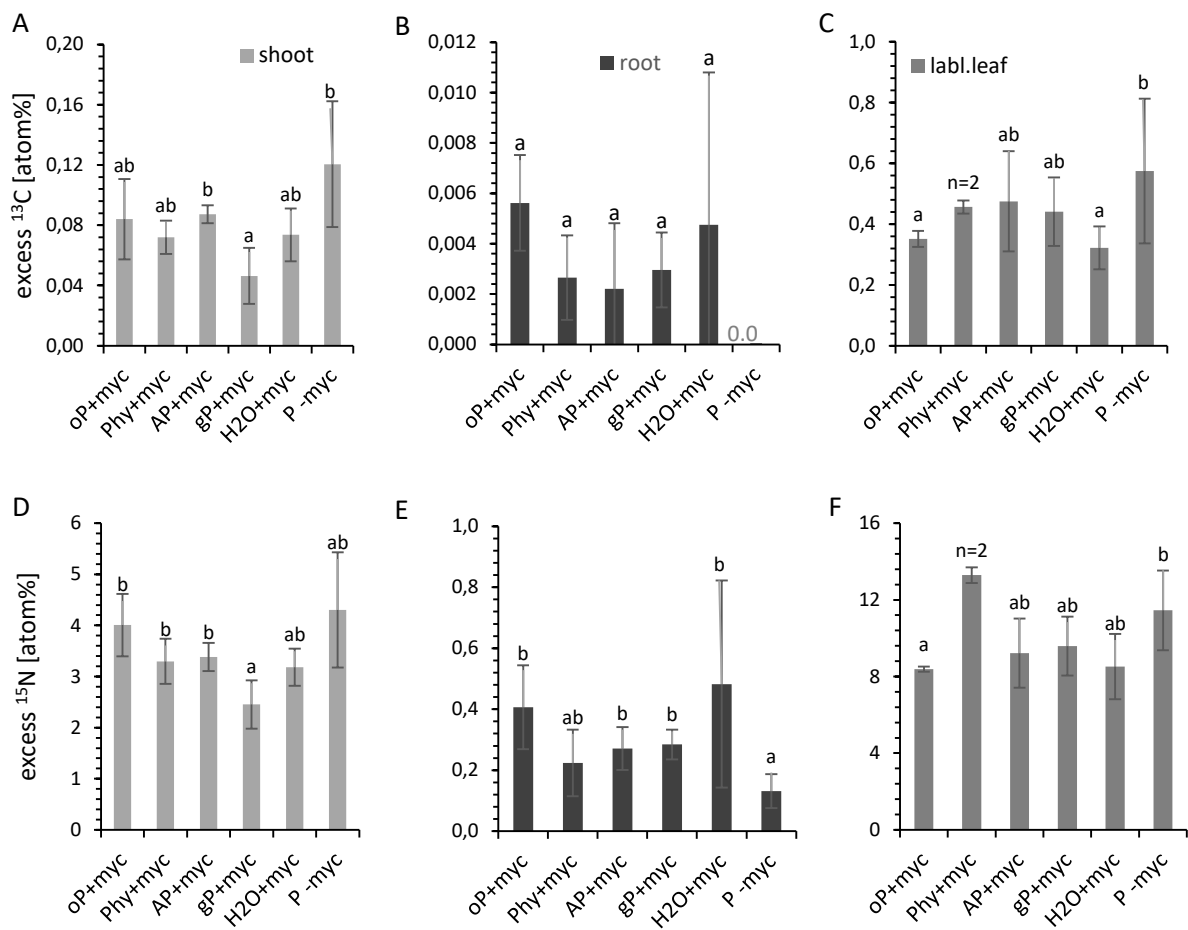 A
excess ¹³C [atom%]
0,20
0,16
0,12
0,08
0,04
0,00
shoot
ab
ab
b
a
ab
b
oP+myc
Phy+myc
AP+myc
gP+myc
H2O+myc
P -myc
B
0,012
0,010
0,008
0,006
0,004
0,002
0,000
root
a
a
a
a
a
0.0
oP+myc
Phy+myc
AP+myc
gP+myc
H2O+myc
P -myc
C
1,0
0,8
0,6
0,4
0,2
0,0
labl.leaf
a
n=2
ab
ab
a
b
oP+myc
Phy+myc
AP+myc
gP+myc
H2O+myc
P -myc
D
excess ¹⁵N [atom%]
6
5
4
3
2
1
0
b
b
b
a
ab
ab
oP+myc
Phy+myc
AP+myc
gP+myc
H2O+myc
P -myc
E
1,0
0,8
0,6
0,4
0,2
0,0
b
ab
b
b
b
a
oP+myc
Phy+myc
AP+myc
gP+myc
H2O+myc
P -myc
F
16
12
8
4
0
a
n=2
ab
ab
ab
b
oP+myc
Phy+myc
AP+myc
gP+myc
H2O+myc
P -myc